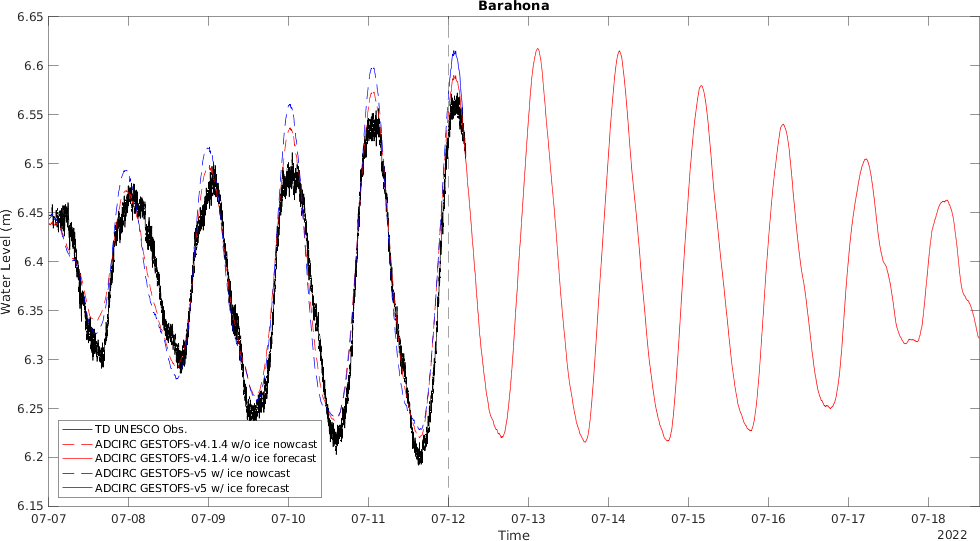 Barahona
6.65
6.6
6.55
6.5
6.45
6.4
6.35
6.3
6.25
6.2
6.15
Water Level (m)
TD UNESCO Obs.
ADCIRC GESTOFS-v4.1.4 w/o ice nowcast
ADCIRC GESTOFS-v4.1.4 w/o ice forecast
ADCIRC GESTOFS-v5 w/ ice nowcast
ADCIRC GESTOFS-v5 w/ ice forecast
07-07 07-08 07-09 07-10 07-11 07-12 07-13 07-14 07-15 07-16 07-17 07-18
Time
2022